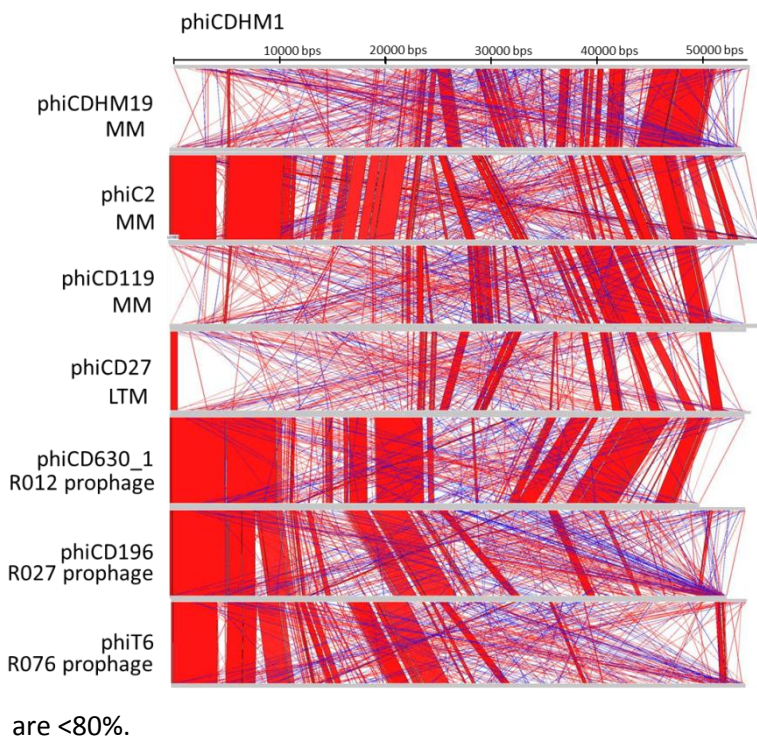 phiCDHM1
10000 bps 20000 bps 30000 bps 40000 bps 50000 bps
phiCDHM19
MM
phiC2
MM
phiCD119
MM
phiCD27
LTM
phiCD630_1
R012 prophage
phiCD196
R027 prophage
phiT6
R076 prophage
are <80%.